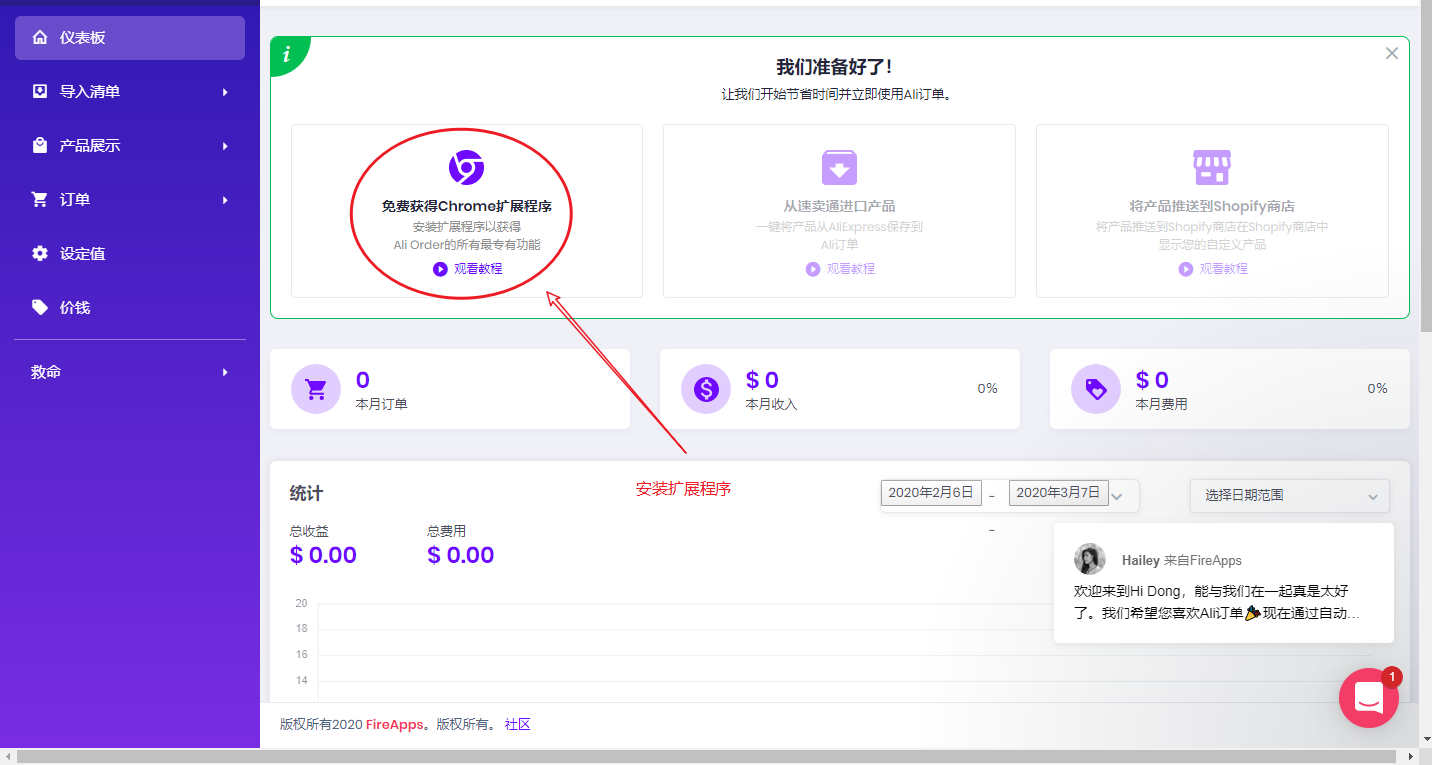 仪表板
导入清单
产品展示
订单
设定值
价钱
救命
i
我们准备好了!
让我们开始节省时间并立即使用Ali订单。
免费获得Chrome扩展程序
安装扩展程序以获得
Ali Order的所有最专有功能
观看教程
从速卖通进口产品
一键将产品从AliExpress保存到
Ali订单
观看教程
将产品推送到Shopify商店
将产品推送到Shopify商店在Shopify商店中
显示您的自定义产品
观看教程
0
本月订单
$ 0
本月收入
0%
$ 0
本月费用
0%
安装扩展程序
统计
2020年2月6日 - 2020年3月7日
选择日期范围
-
总收益
$ 0.00
总费用
$ 0.00
20
18
16
14
Hailey 来自FireApps
欢迎来到Hi Dong，能与我们在一起真是太好
了。我们希望您喜欢Ali订单🎉现在通过自动...
1
版权所有2020 FireApps。版权所有。 社区